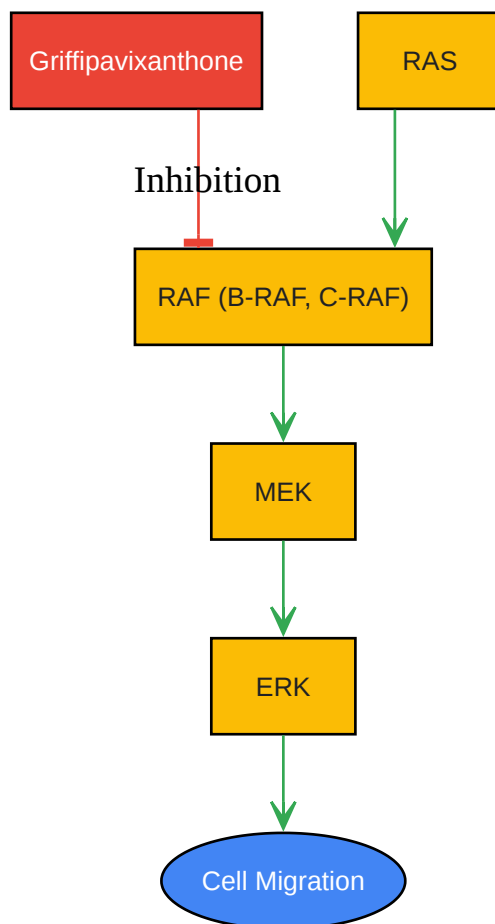 Griffipavixanthone
RAS
Inhibition
RAF (B-RAF, C-RAF)
MEK
ERK
Cell Migration